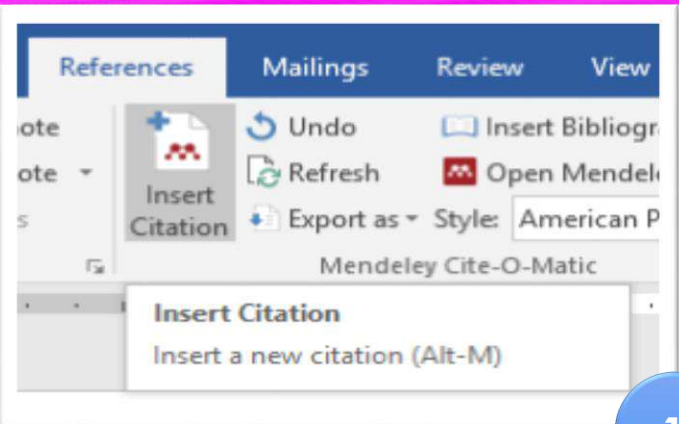 References Mailings Review View
ote Undo Insert Bibliogr
ote Refresh Open Mendele
s Insert Citation Export as Style: American P
Mendeley Cite-O-Matic
Insert Citation
Insert a new citation (Alt-M)